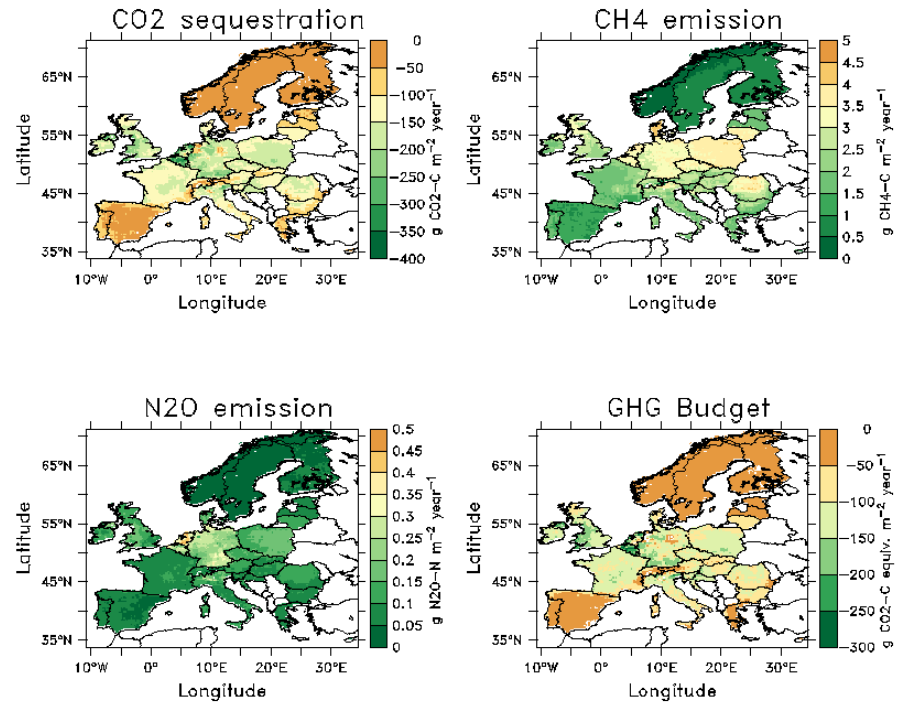 CO2 sequestration
65°N
55°N
45°N
35°N
Latitude
10°W 0° 10°E 20°E 30°E
Longitude
0
−50
−100
−150
−200
−250
−300
−350
−400
g CO2−C m−2 year−1
CH4 emission
65°N
55°N
45°N
35°N
Latitude
10°W 0° 10°E 20°E 30°E
Longitude
5
4.5
4
3.5
3
2.5
2
1.5
1
0.5
0
g CH4−C m−2 year−1
N2O emission
65°N
55°N
45°N
35°N
Latitude
10°W 0° 10°E 20°E 30°E
Longitude
0.5
0.45
0.4
0.35
0.3
0.25
0.2
0.15
0.1
0.05
0
g N2O−N m−2 year−1
GHG Budget
65°N
55°N
45°N
35°N
Latitude
10°W 0° 10°E 20°E 30°E
Longitude
0
−50
−100
−150
−200
−250
−300
g CO2−C equiv. m−2 year−1